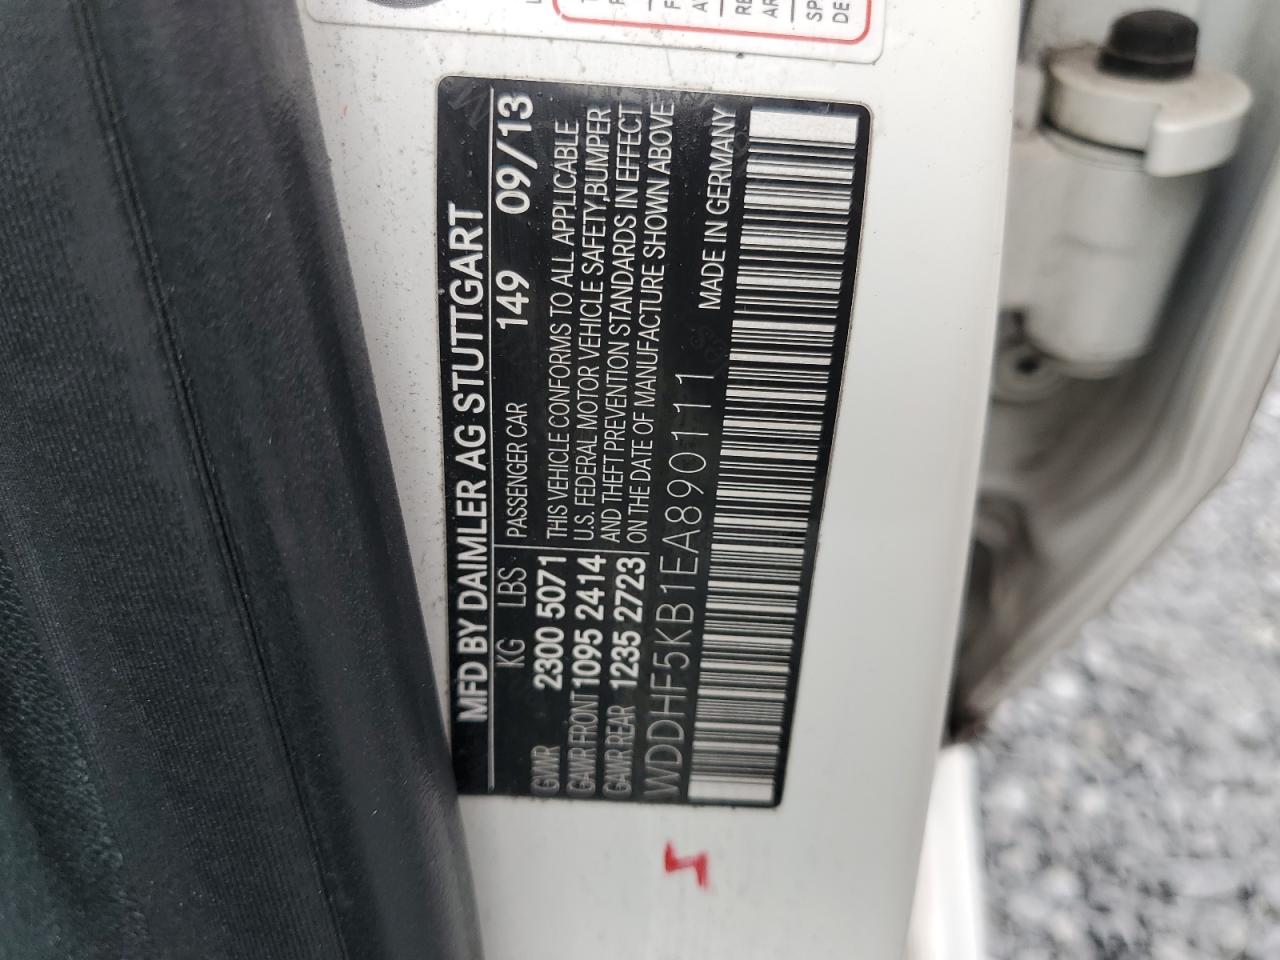 MFD BY DAIMLER AG STUTTGART
KG LBS PASSENGER CAR 149 09/13
GVWR 2300 5071
GAWR FRONT 1095 2414
GAWR REAR 1235 2723
THIS VEHICLE CONFORMS TO ALL APPLICABLE
U.S. FEDERAL MOTOR VEHICLE SAFETY,BUMPER
AND THEFT PREVENTION STANDARDS IN EFFECT
ON THE DATE OF MANUFACTURE SHOWN ABOVE
WDDHF5KB1EA890111 MADE IN GERMANY